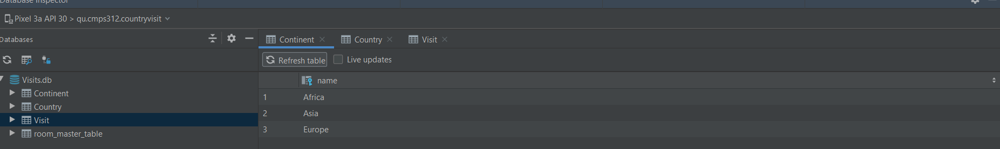 Database Inspector
Pixel 3a API 30 > qu.cmps312.countryvisit
Databases
Continent
Country
Visit
Refresh table
Live updates
Visits.db
Continent
Country
Visit
room_master_table
name
1 Africa
2 Asia
3 Europe